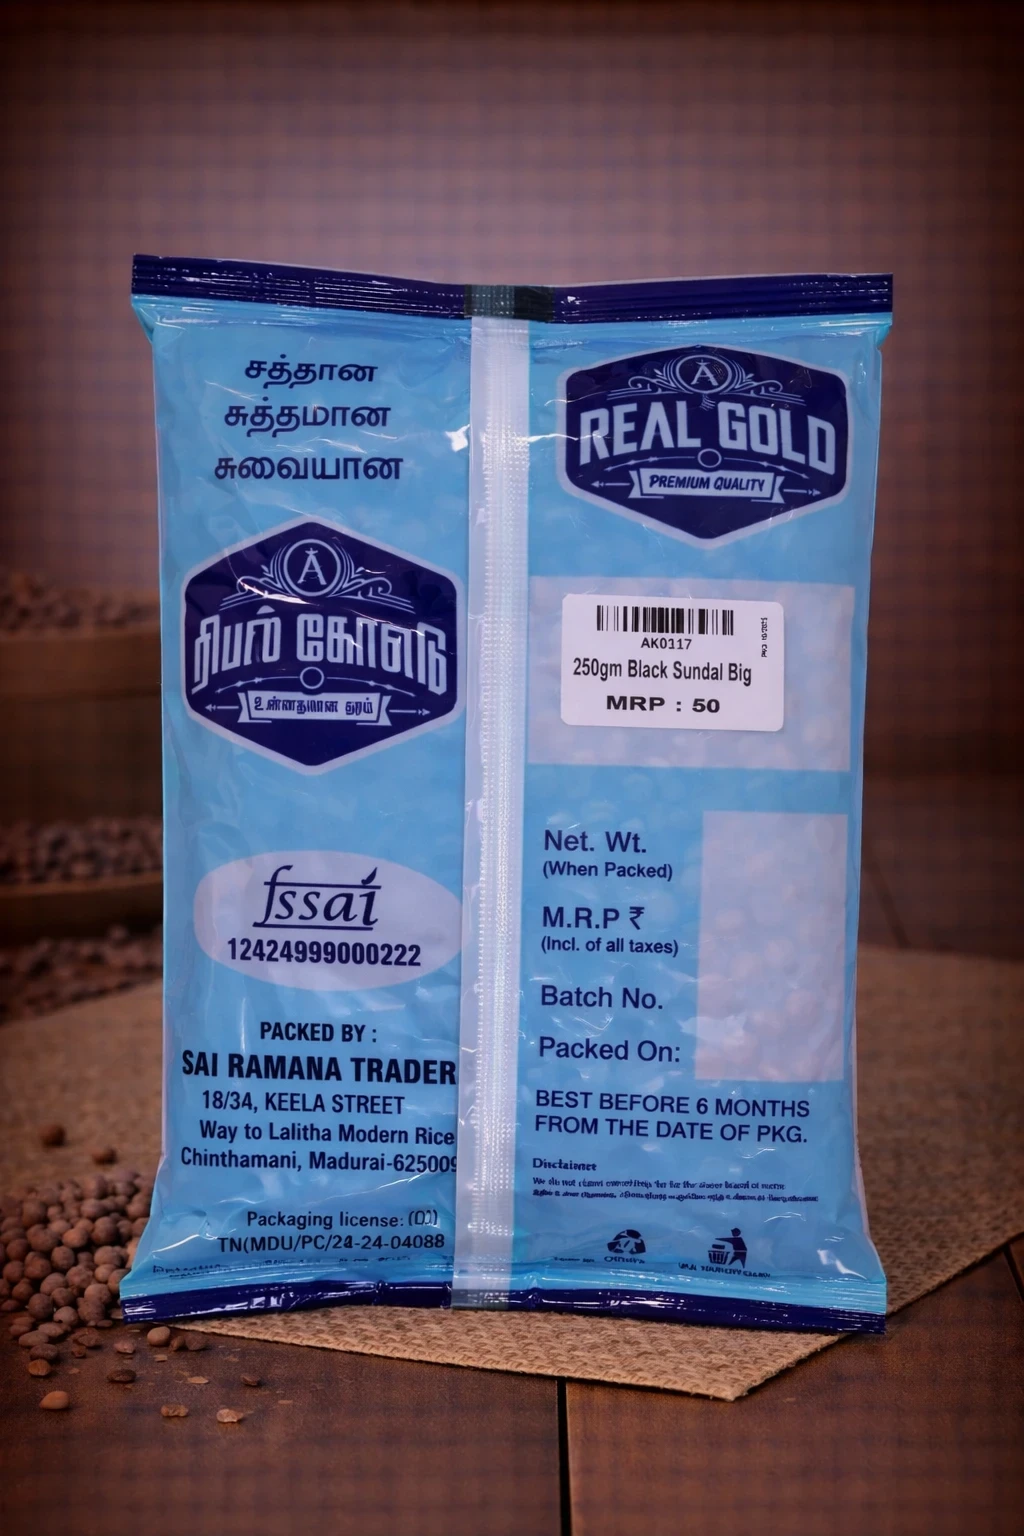 சத்தான
சுத்தமான
சுவையான
A
ரியல் கோல்டு
உன்னதமான தரம்
fssai
12424999000222
PACKED BY :
SAI RAMANA TRADER
18/34, KEELA STREET
Way to Lalitha Modern Rice
Chinthamani, Madurai-625009
Packaging license:
TN(MDU/PC/24-24-04088
A
REAL GOLD
PREMIUM QUALITY
AK0117
250gm Black Sundal Big
MRP : 50
Net. Wt.
(When Packed)
M.R.P ₹
(Incl. of all taxes)
Batch No.
Packed On:
BEST BEFORE 6 MONTHS
FROM THE DATE OF PKG.
Disclaimer